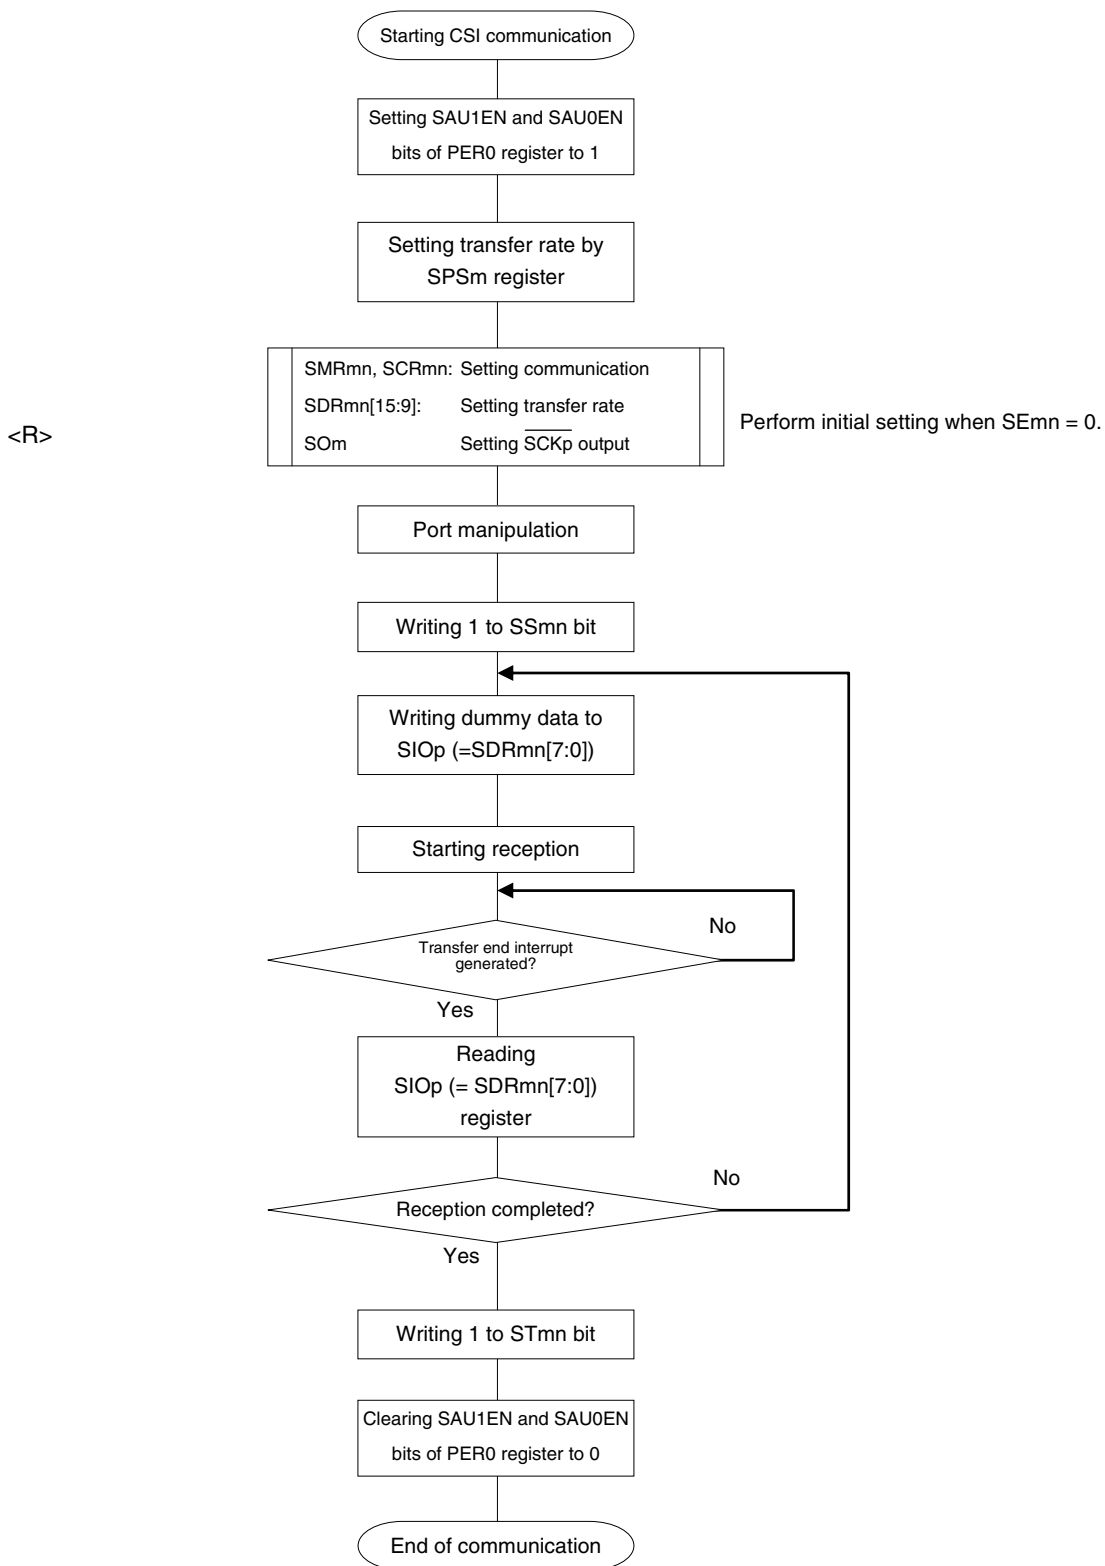 Starting CSI communication
Setting SAU1EN and SAU0EN
bits of PER0 register to 1
Setting transfer rate by
SPSm register
SMRmn, SCRmn: Setting communication
SDRmn[15:9]: Setting transfer rate
SOm Setting SCKp output
<R>
Perform initial setting when SEmn = 0.
Port manipulation
Writing 1 to SSmn bit
Writing dummy data to
SIOp (=SDRmn[7:0])
Starting reception
Transfer end interrupt
generated?
No
Yes
Reading
SIOp (= SDRmn[7:0])
register
Reception completed?
No
Yes
Writing 1 to STmn bit
Clearing SAU1EN and SAU0EN
bits of PER0 register to 0
End of communication